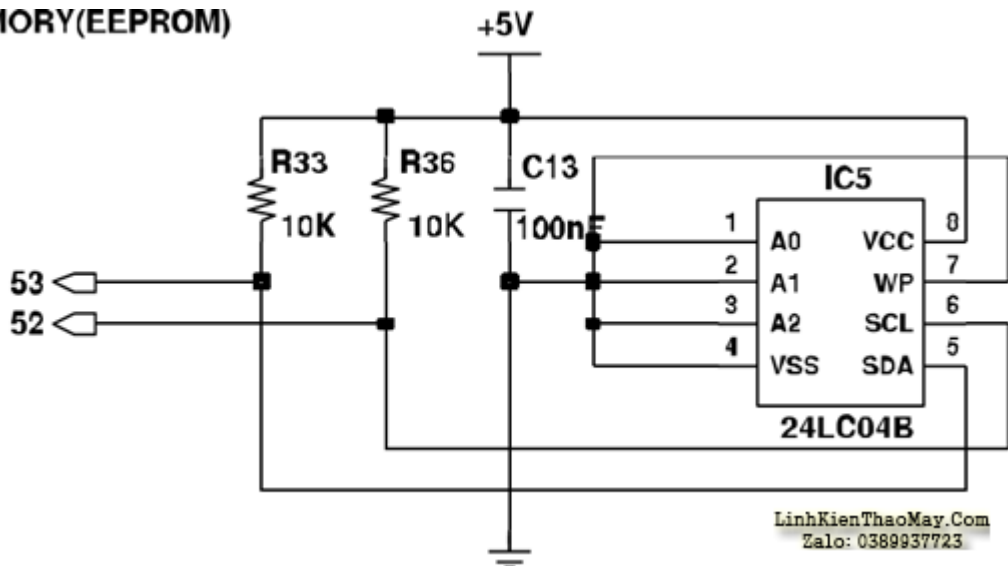 MORY(EEPROM)
+5V
R33
10K
R36
10K
C13
100nF
IC5
1
2
3
4
A0
A1
A2
VSS
VCC
WP
SCL
SDA
8
7
6
5
24LC04B
53
52
LinhKienThaoMay.Com
Zalo: 0389937723